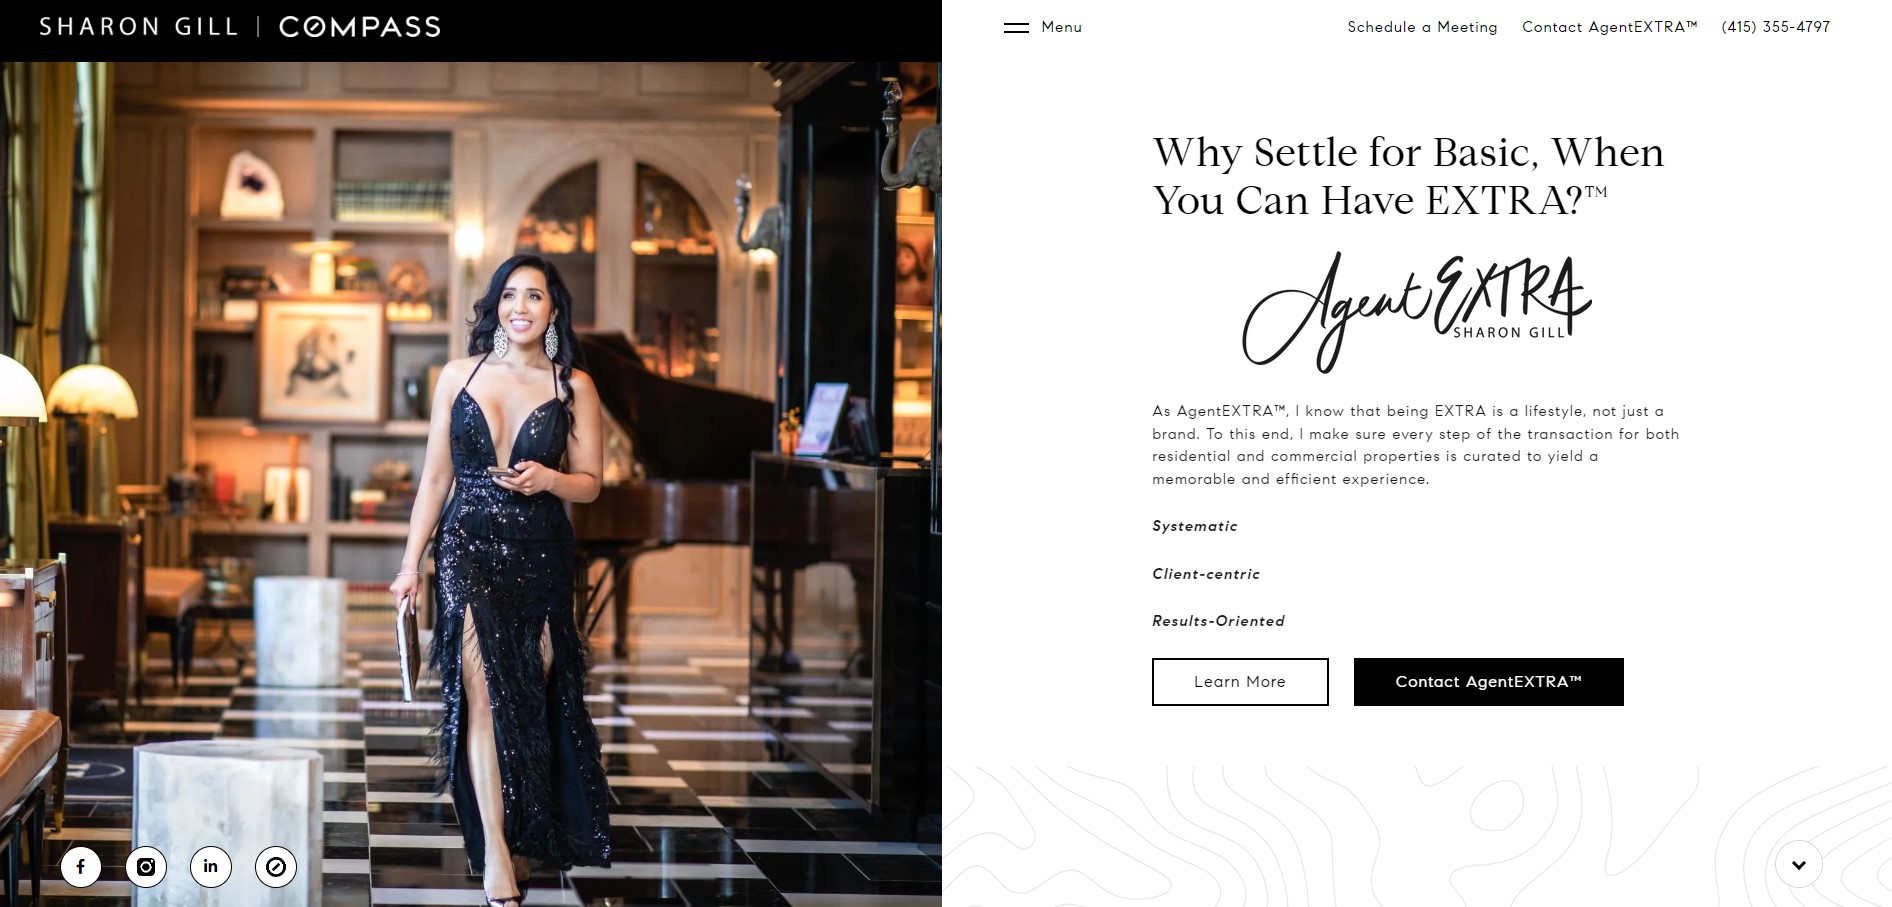 SHARON GILL | COMPASS
Menu
Schedule a Meeting
Contact AgentEXTRA™
(415) 355-4797
Why Settle for Basic, When
You Can Have EXTRA?™
Agent EXTRA
SHARON GILL
As AgentEXTRA™, I know that being EXTRA is a lifestyle, not just a
brand. To this end, I make sure every step of the transaction for both
residential and commercial properties is curated to yield a
memorable and efficient experience.
Systematic
Client-centric
Results-Oriented
Learn More
Contact AgentEXTRA™